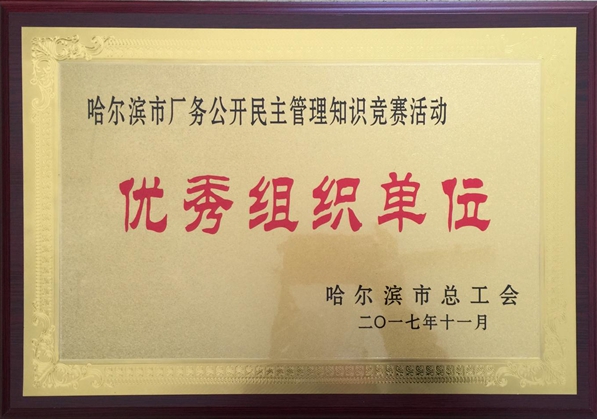 哈尔滨市厂务公开民主管理知识竞赛活动
优秀组织单位
哈尔滨市总工会
二〇一七年十一月